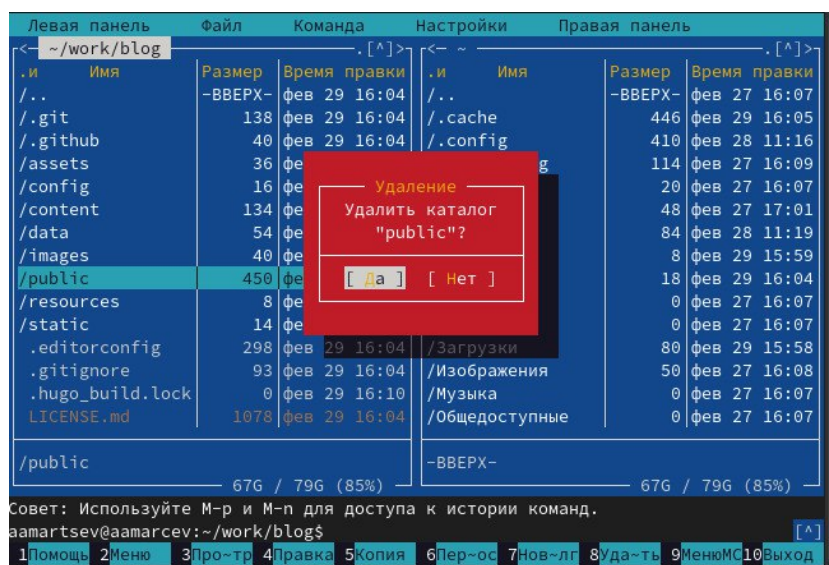 Левая панель Файл Команда Настройки Правая панель
<— ~/work/blog .[^]>
.и Имя Размер Время правки
/.. -ВВЕРХ- фев 29 16:04
/.git 138 фев 29 16:04
/.github 40 фев 29 16:04
/assets 36 фе
/config 16 фе
/content 134 фе
/data 54 фе
/images 40 фе
/public 450 фе
/resources 8 фе
/static 14 фе
.editorconfig 298 фев 29 16:04
.gitignore 93 фев 29 16:04
.hugo_build.lock 0 фев 29 16:10
LICENSE.md 1078 фев 29 16:04
/public
67G / 79G (85%)
<— ~ .[^]>
.и Имя Размер Время правки
/.. -ВВЕРХ- фев 27 16:07
/.cache 446 фев 29 16:05
/.config 410 фев 28 11:16
g 114 фев 27 16:09
20 фев 27 16:07
48 фев 27 17:01
84 фев 28 11:19
8 фев 29 15:59
18 фев 29 16:04
0 фев 27 16:07
0 фев 27 16:07
/Загрузки 80 фев 29 15:58
/Изображения 50 фев 27 16:08
/Музыка 0 фев 27 16:07
/Общедоступные 0 фев 27 16:07
-ВВЕРХ-
67G / 79G (85%)
Удаление
Удалить каталог
"public"?
[ Да ] [ Нет ]
Совет: Используйте M-p и M-n для доступа к истории команд.
aamartsev@aamarcev:~/work/blog$ [^]
1Помощь 2Меню 3Про~тр 4Правка 5Копия 6Пер~ос 7Нов~лг 8Уда~ть 9МенюMC 10Выход